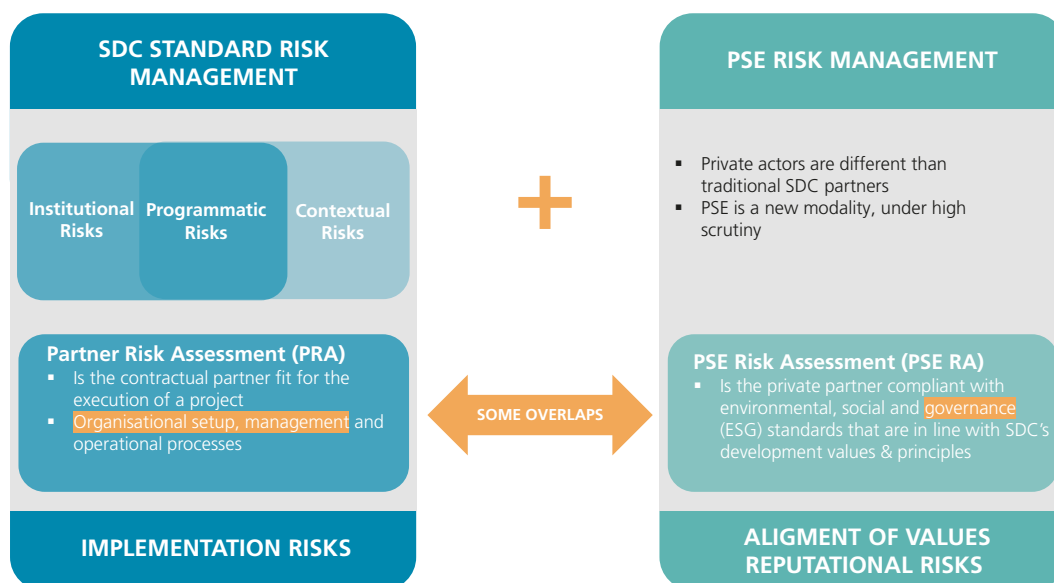 SDC STANDARD RISK
MANAGEMENT
Institutional
Risks
Programmatic
Risks
Contextual
Risks
Partner Risk Assessment (PRA)
▪ Is the contractual partner fit for the
execution of a project
▪ Organisational setup, management and
operational processes
IMPLEMENTATION RISKS
SOME OVERLAPS
PSE RISK MANAGEMENT
▪ Private actors are different than
traditional SDC partners
▪ PSE is a new modality, under high
scrutiny
PSE Risk Assessment (PSE RA)
▪ Is the private partner compliant with
environmental, social and governance
(ESG) standards that are in line with SDC's
development values & principles
ALIGMENT OF VALUES
REPUTATIONAL RISKS